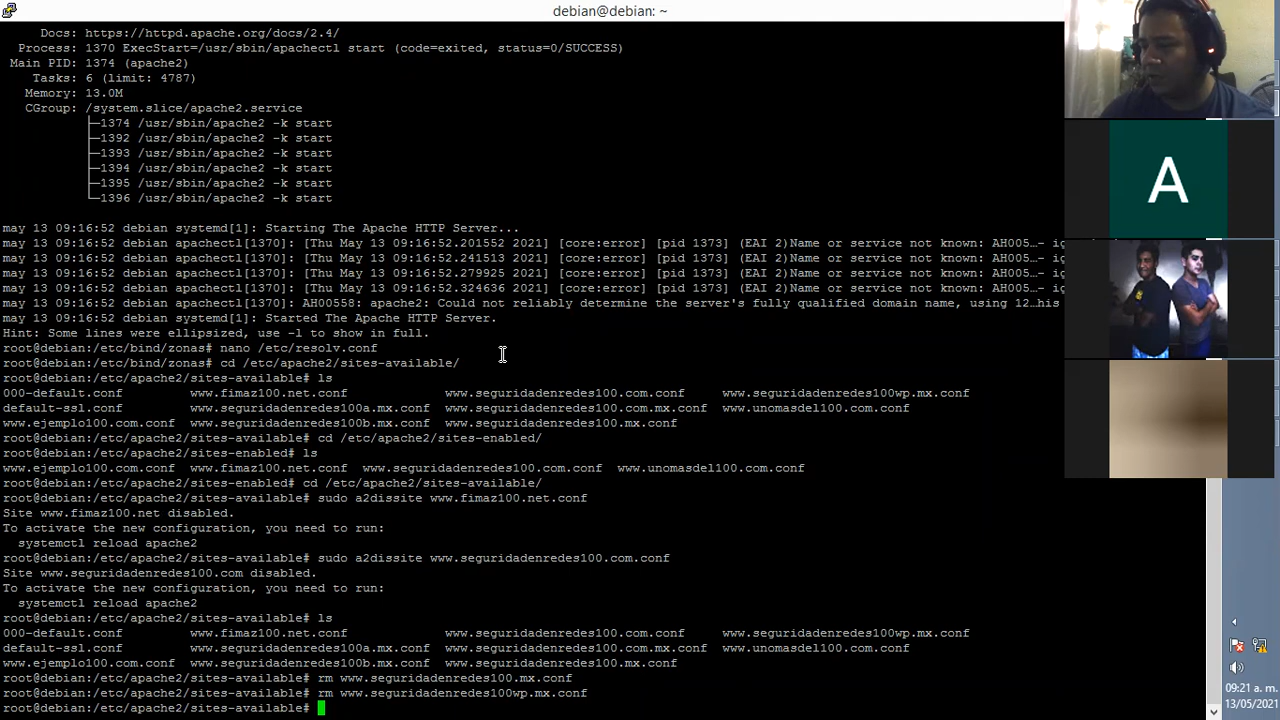 debian@debian: ~
Docs: https://httpd.apache.org/docs/2.4/
Process: 1370 ExecStart=/usr/sbin/apachectl start (code=exited, status=0/SUCCESS)
Main PID: 1374 (apache2)
Tasks: 6 (limit: 4787)
Memory: 13.0M
CGroup: /system.slice/apache2.service
├─1374 /usr/sbin/apache2 -k start
├─1392 /usr/sbin/apache2 -k start
├─1393 /usr/sbin/apache2 -k start
├─1394 /usr/sbin/apache2 -k start
├─1395 /usr/sbin/apache2 -k start
└─1396 /usr/sbin/apache2 -k start
may 13 09:16:52 debian systemd[1]: Starting The Apache HTTP Server...
may 13 09:16:52 debian apachectl[1370]: [Thu May 13 09:16:52.201552 2021] [core:error] [pid 1373] (EAI 2)Name or service not known: AH005…- ig
may 13 09:16:52 debian apachectl[1370]: [Thu May 13 09:16:52.241513 2021] [core:error] [pid 1373] (EAI 2)Name or service not known: AH005…- ig
may 13 09:16:52 debian apachectl[1370]: [Thu May 13 09:16:52.279923 2021] [core:error] [pid 1373] (EAI 2)Name or service not known: AH005…- ig
may 13 09:16:52 debian apachectl[1370]: [Thu May 13 09:16:52.324636 2021] [core:error] [pid 1373] (EAI 2)Name or service not known: AH005…- ig
may 13 09:16:52 debian apachectl[1370]: AH00558: apache2: Could not reliably determine the server's fully qualified domain name, using 12…his
may 13 09:16:52 debian systemd[1]: Started The Apache HTTP Server.
Hint: Some lines were ellipsized, use -l to show in full.
root@debian:/etc/bind/zonas# nano /etc/resolv.conf
root@debian:/etc/bind/zonas# cd /etc/apache2/sites-available/
root@debian:/etc/apache2/sites-available# ls
000-default.conf www.fimaz100.net.conf www.seguridadenredes100.com.conf www.seguridadenredes100wp.mx.conf
default-ssl.conf www.seguridadenredes100a.mx.conf www.seguridadenredes100.com.mx.conf www.unomasdel100.com.conf
www.ejemplo100.com.conf www.seguridadenredes100b.mx.conf www.seguridadenredes100.mx.conf
root@debian:/etc/apache2/sites-available# cd /etc/apache2/sites-enabled/
root@debian:/etc/apache2/sites-enabled# ls
www.ejemplo100.com.conf www.fimaz100.net.conf www.seguridadenredes100.com.conf www.unomasdel100.com.conf
root@debian:/etc/apache2/sites-enabled# cd /etc/apache2/sites-available/
root@debian:/etc/apache2/sites-available# sudo a2dissite www.fimaz100.net.conf
Site www.fimaz100.net disabled.
To activate the new configuration, you need to run:
systemctl reload apache2
root@debian:/etc/apache2/sites-available# sudo a2dissite www.seguridadenredes100.com.conf
Site www.seguridadenredes100.com disabled.
To activate the new configuration, you need to run:
systemctl reload apache2
root@debian:/etc/apache2/sites-available# ls
000-default.conf www.fimaz100.net.conf www.seguridadenredes100.com.conf www.seguridadenredes100wp.mx.conf
default-ssl.conf www.seguridadenredes100a.mx.conf www.seguridadenredes100.com.mx.conf www.unomasdel100.com.conf
www.ejemplo100.com.conf www.seguridadenredes100b.mx.conf www.seguridadenredes100.mx.conf
root@debian:/etc/apache2/sites-available# rm www.seguridadenredes100.mx.conf
root@debian:/etc/apache2/sites-available# rm www.seguridadenredes100wp.mx.conf
root@debian:/etc/apache2/sites-available#
A
09:21 a. m.
13/05/2021